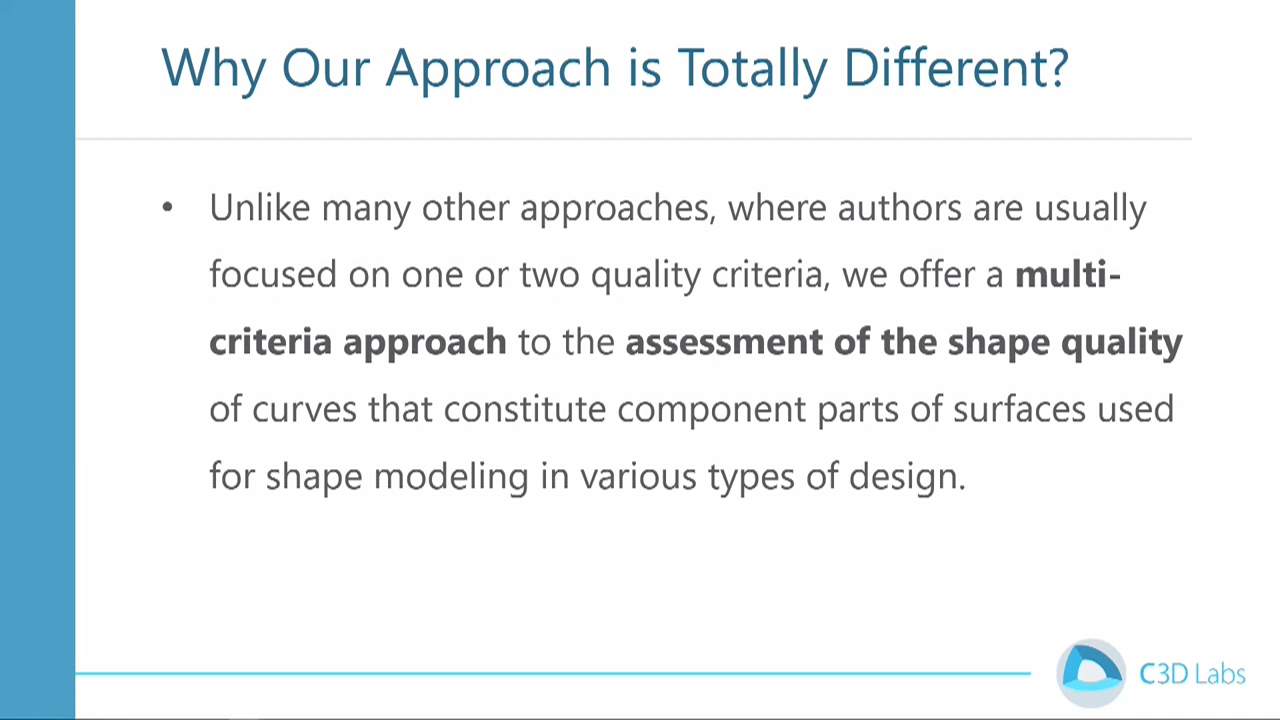 Why Our Approach is Totally Different?
• Unlike many other approaches, where authors are usually
focused on one or two quality criteria, we offer a multi-
criteria approach to the assessment of the shape quality
of curves that constitute component parts of surfaces used
for shape modeling in various types of design.
C3D Labs